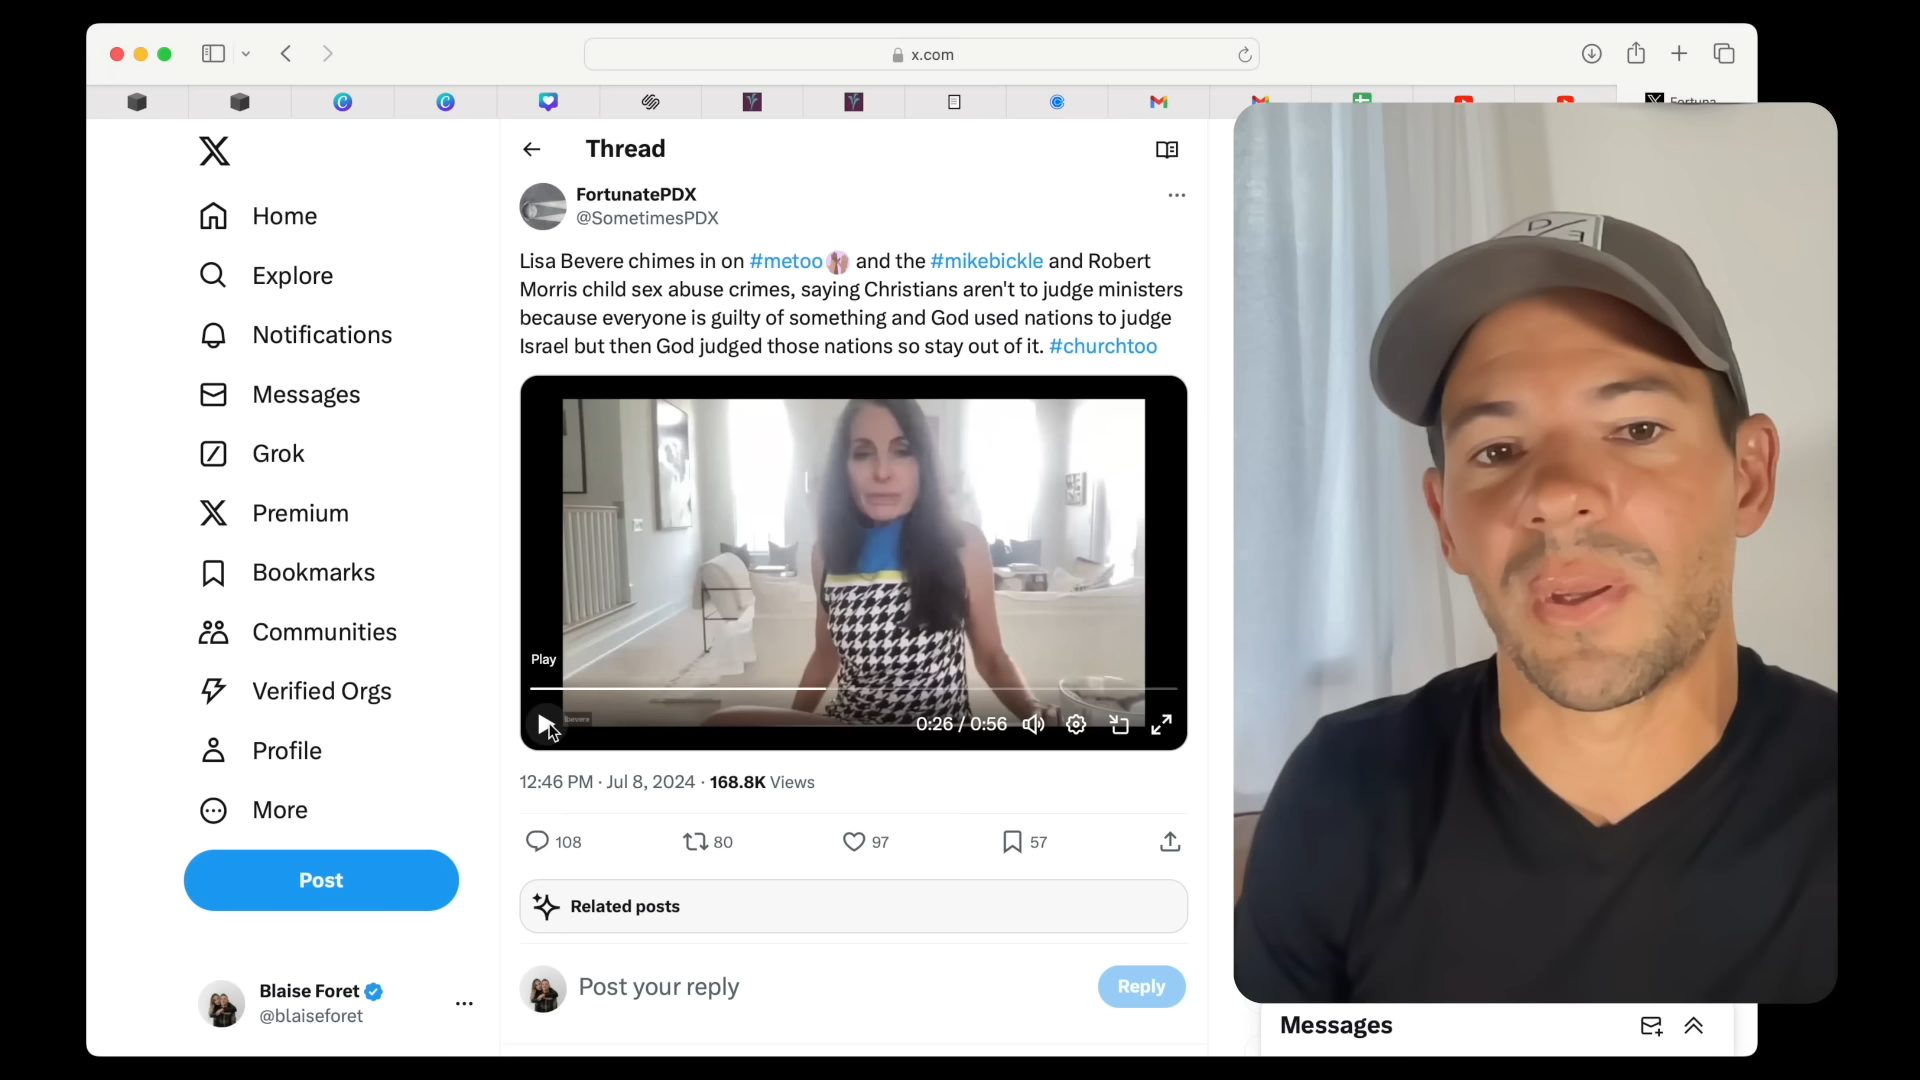 x.com
Fortuna
Thread
Home
Explore
Notifications
Messages
Grok
Premium
Bookmarks
Communities
Verified Orgs
Profile
More
Post
Blaise Foret
@blaiseforet
FortunatePDX
@SometimesPDX
Lisa Bevere chimes in on #metoo and the #mikebickle and Robert
Morris child sex abuse crimes, saying Christians aren't to judge ministers
because everyone is guilty of something and God used nations to judge
Israel but then God judged those nations so stay out of it. #churchtoo
Play
0:26 / 0:56
12:46 PM · Jul 8, 2024 · 168.8K Views
108 80 97 57
Related posts
Post your reply
Reply
Messages